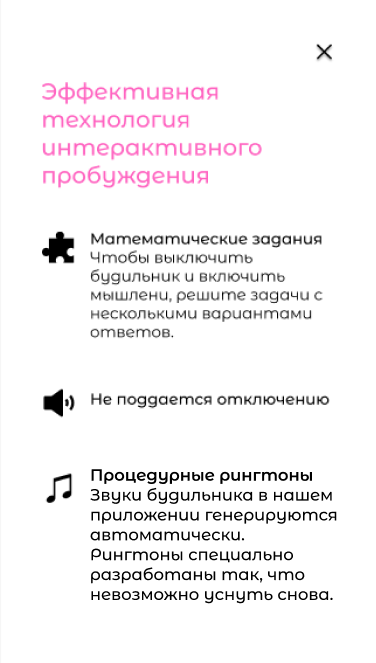 Эффективная
технология
интерактивного
пробуждения
Математические задания
Чтобы выключить
будильник и включить
мышлени, решите задачи с
несколькими вариантами
ответов.
Не поддается отключению
Процедурные рингтоны
Звуки будильника в нашем
приложении генерируются
автоматически.
Рингтоны специально
разработаны так, что
невозможно уснуть снова.